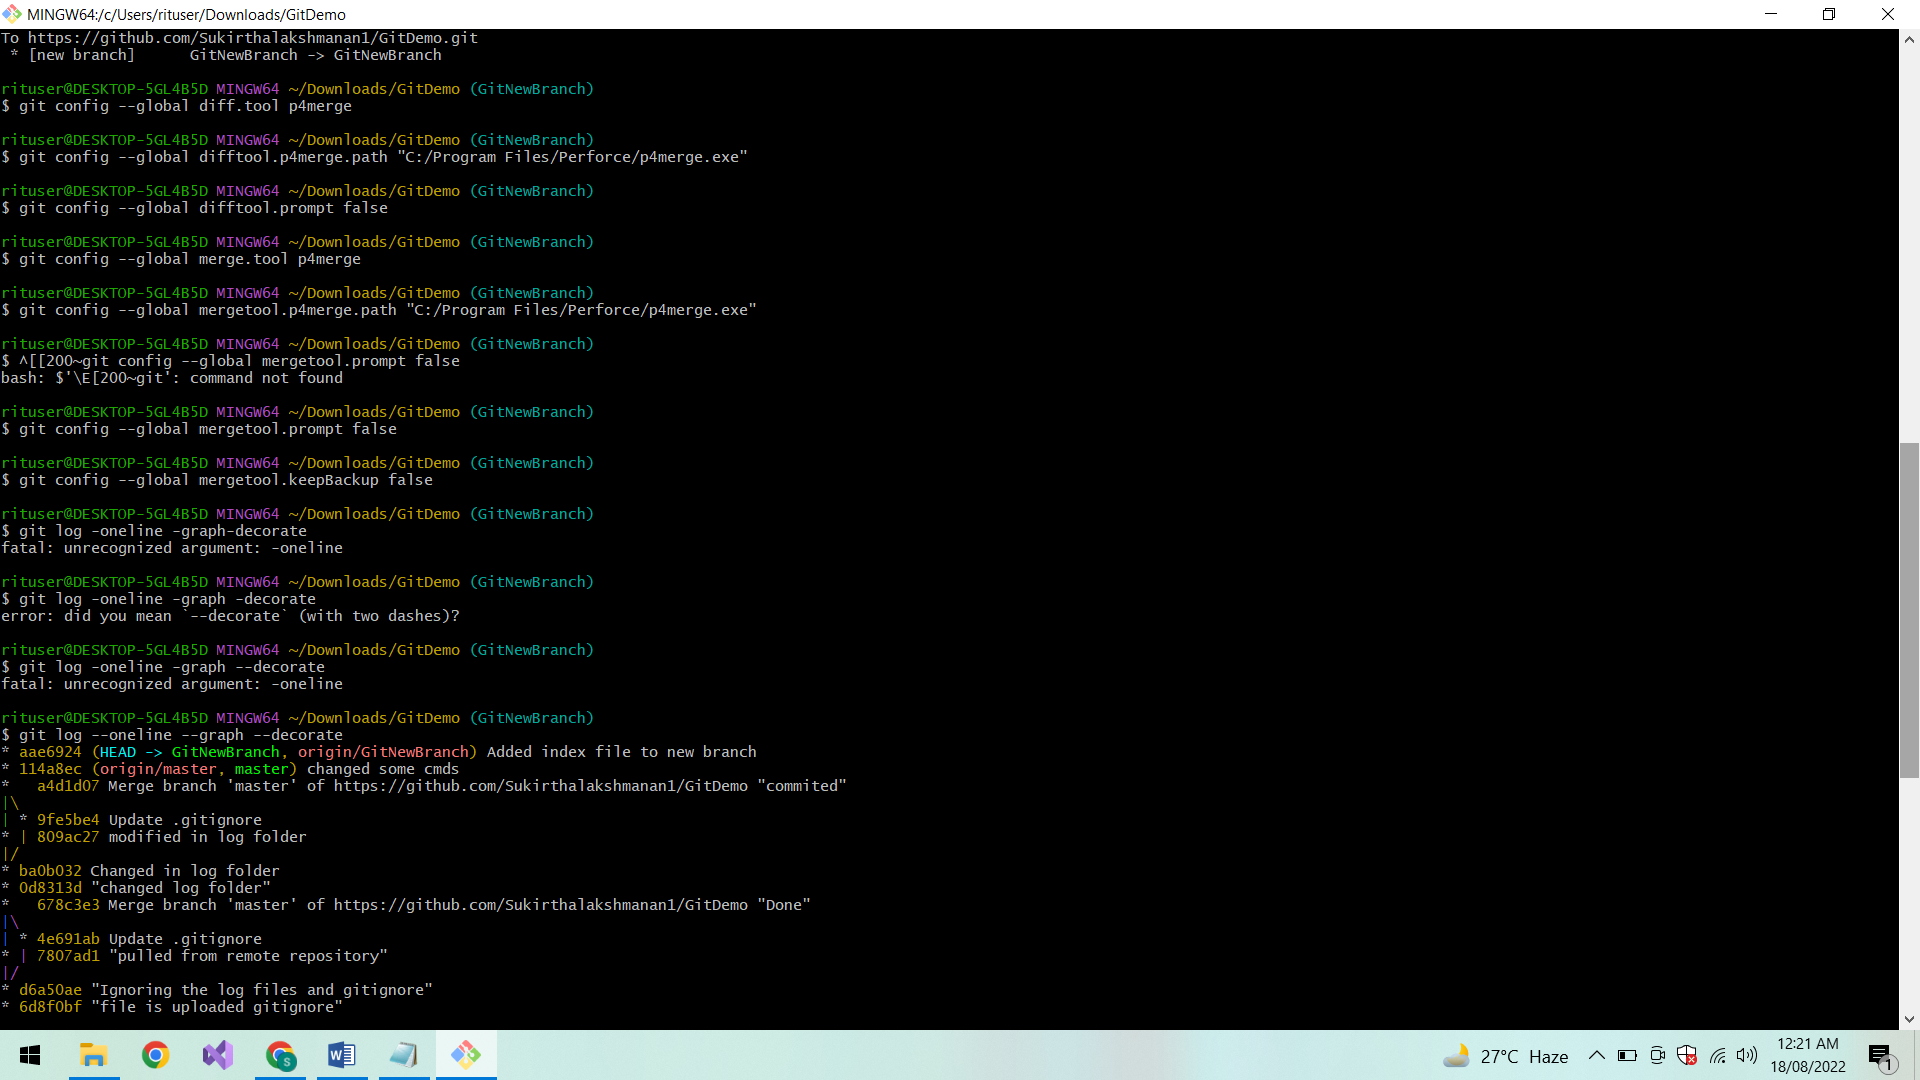 MINGW64:/c/Users/rituser/Downloads/GitDemo
To https://github.com/Sukirthalakshmanan1/GitDemo.git
 * [new branch]      GitNewBranch -> GitNewBranch
rituser@DESKTOP-5GL4B5D MINGW64 ~/Downloads/GitDemo (GitNewBranch)
$ git config --global diff.tool p4merge
rituser@DESKTOP-5GL4B5D MINGW64 ~/Downloads/GitDemo (GitNewBranch)
$ git config --global difftool.p4merge.path "C:/Program Files/Perforce/p4merge.exe"
rituser@DESKTOP-5GL4B5D MINGW64 ~/Downloads/GitDemo (GitNewBranch)
$ git config --global difftool.prompt false
rituser@DESKTOP-5GL4B5D MINGW64 ~/Downloads/GitDemo (GitNewBranch)
$ git config --global merge.tool p4merge
rituser@DESKTOP-5GL4B5D MINGW64 ~/Downloads/GitDemo (GitNewBranch)
$ git config --global mergetool.p4merge.path "C:/Program Files/Perforce/p4merge.exe"
rituser@DESKTOP-5GL4B5D MINGW64 ~/Downloads/GitDemo (GitNewBranch)
$ ^[[200~git config --global mergetool.prompt false
bash: $'\E[200~git': command not found
rituser@DESKTOP-5GL4B5D MINGW64 ~/Downloads/GitDemo (GitNewBranch)
$ git config --global mergetool.prompt false
rituser@DESKTOP-5GL4B5D MINGW64 ~/Downloads/GitDemo (GitNewBranch)
$ git config --global mergetool.keepBackup false
rituser@DESKTOP-5GL4B5D MINGW64 ~/Downloads/GitDemo (GitNewBranch)
$ git log -oneline -graph-decorate
fatal: unrecognized argument: -oneline
rituser@DESKTOP-5GL4B5D MINGW64 ~/Downloads/GitDemo (GitNewBranch)
$ git log -oneline -graph -decorate
error: did you mean `--decorate` (with two dashes)?
rituser@DESKTOP-5GL4B5D MINGW64 ~/Downloads/GitDemo (GitNewBranch)
$ git log -oneline -graph --decorate
fatal: unrecognized argument: -oneline
rituser@DESKTOP-5GL4B5D MINGW64 ~/Downloads/GitDemo (GitNewBranch)
$ git log --oneline --graph --decorate
* aae6924 (HEAD -> GitNewBranch, origin/GitNewBranch) Added index file to new branch
* 114a8ec (origin/master, master) changed some cmds
*   a4d1d07 Merge branch 'master' of https://github.com/Sukirthalakshmanan1/GitDemo "commited"
|\
| * 9fe5be4 Update .gitignore
* | 809ac27 modified in log folder
|/
* ba0b032 Changed in log folder
* 0d8313d "changed log folder"
*   678c3e3 Merge branch 'master' of https://github.com/Sukirthalakshmanan1/GitDemo "Done"
|\
| * 4e691ab Update .gitignore
* | 7807ad1 "pulled from remote repository"
|/
* d6a50ae "Ignoring the log files and gitignore"
* 6d8f0bf "file is uploaded gitignore"
27°C Haze
12:21 AM
18/08/2022
1